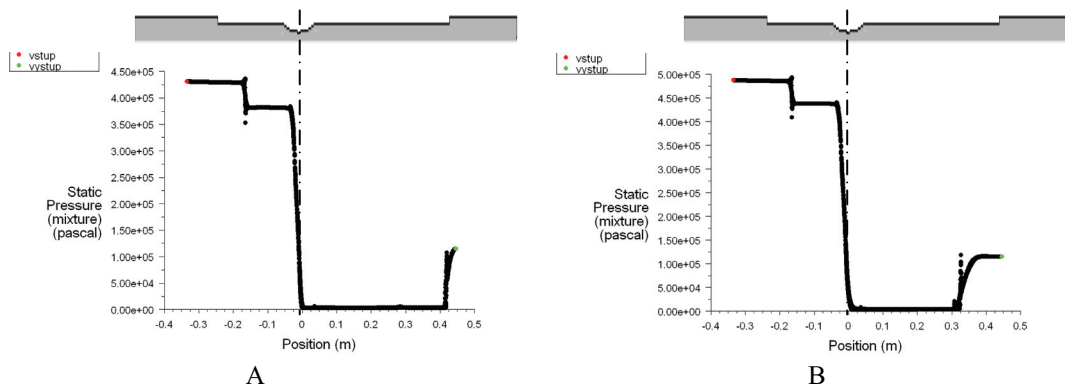 vstup
vystup
4.50e+05
4.00e+05
3.50e+05
3.00e+05
2.50e+05
2.00e+05
1.50e+05
1.00e+05
5.00e+04
0.00e+00
Static
Pressure
(mixture)
(pascal)
-0.4 -0.3 -0.2 -0.1 0 0.1 0.2 0.3 0.4 0.5
Position (m)
A
vstup
vystup
5.00e+05
4.50e+05
4.00e+05
3.50e+05
3.00e+05
2.50e+05
2.00e+05
1.50e+05
1.00e+05
5.00e+04
0.00e+00
Static
Pressure
(mixture)
(pascal)
-0.4 -0.3 -0.2 -0.1 0 0.1 0.2 0.3 0.4 0.5
Position (m)
B